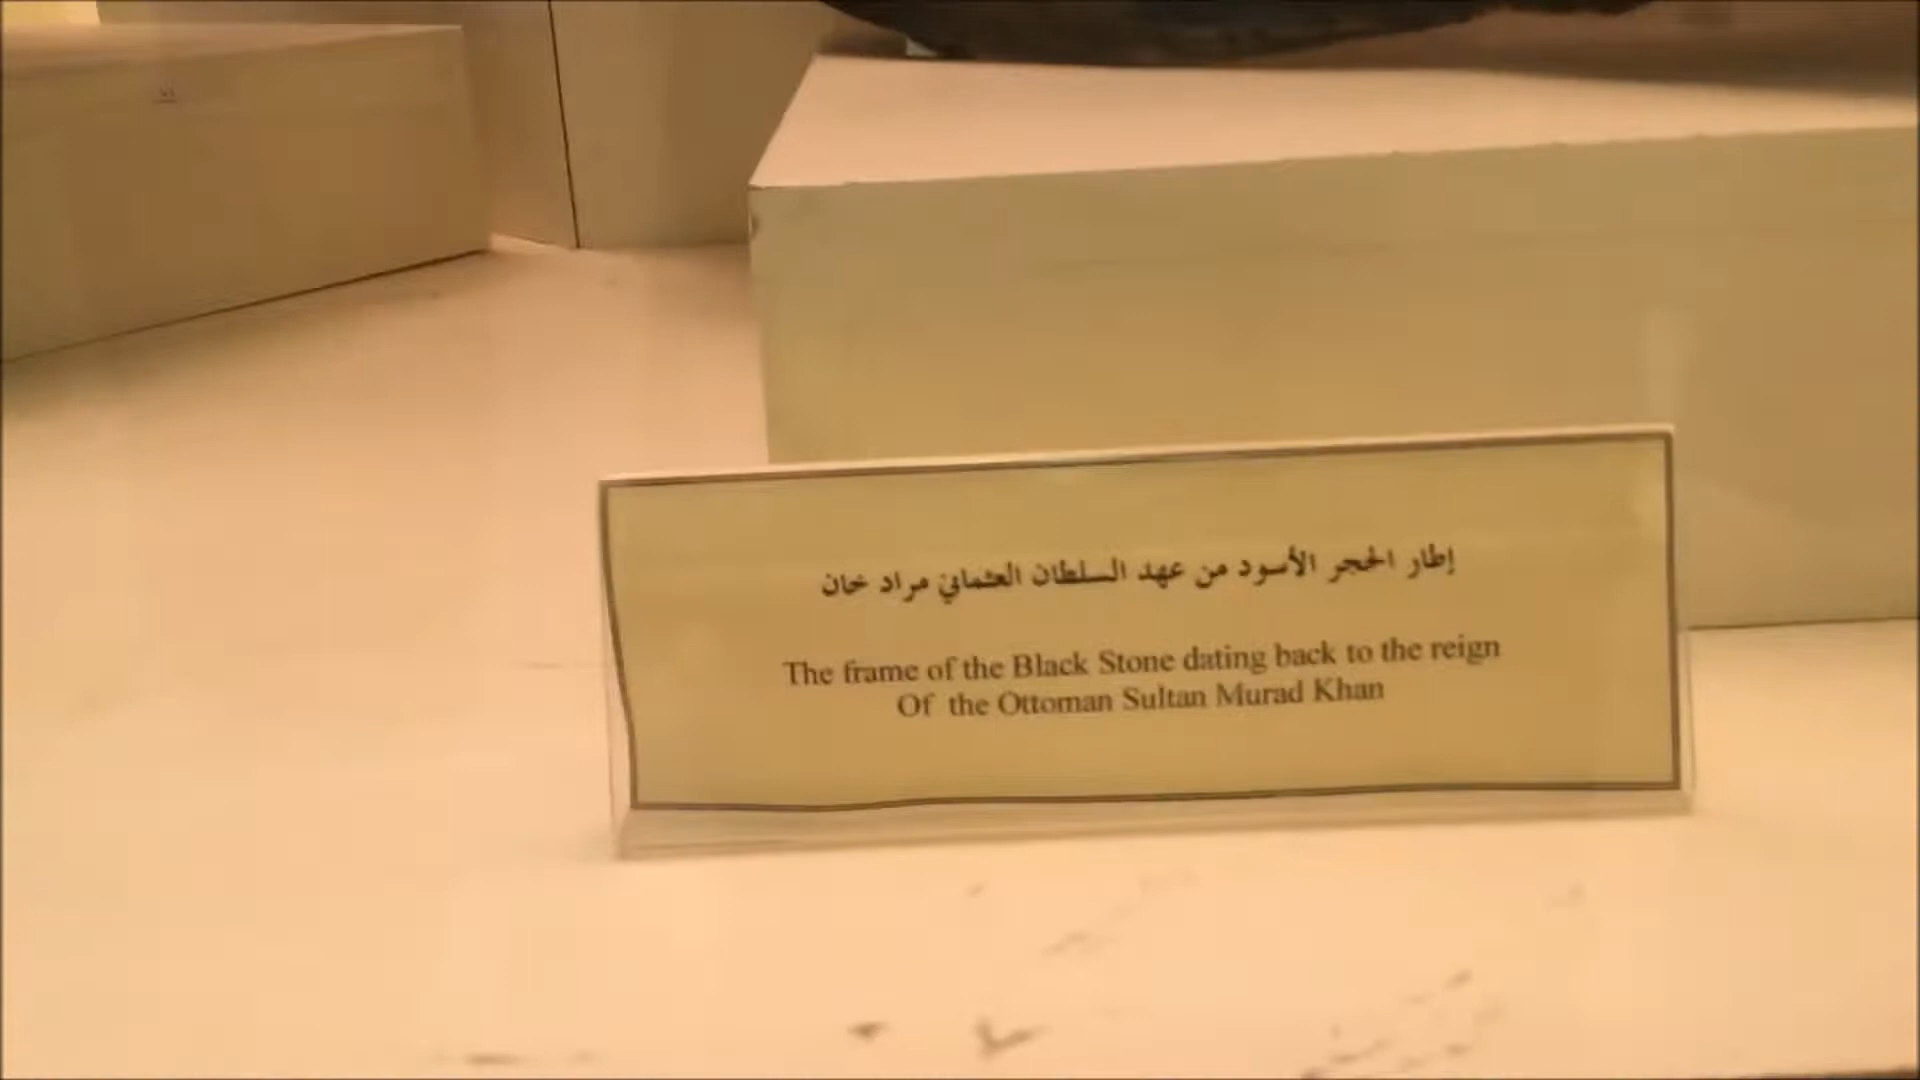 إطار الحجر الأسود من عهد السلطان العثماني مراد خان
The frame of the Black Stone dating back to the reign
Of the Ottoman Sultan Murad Khan